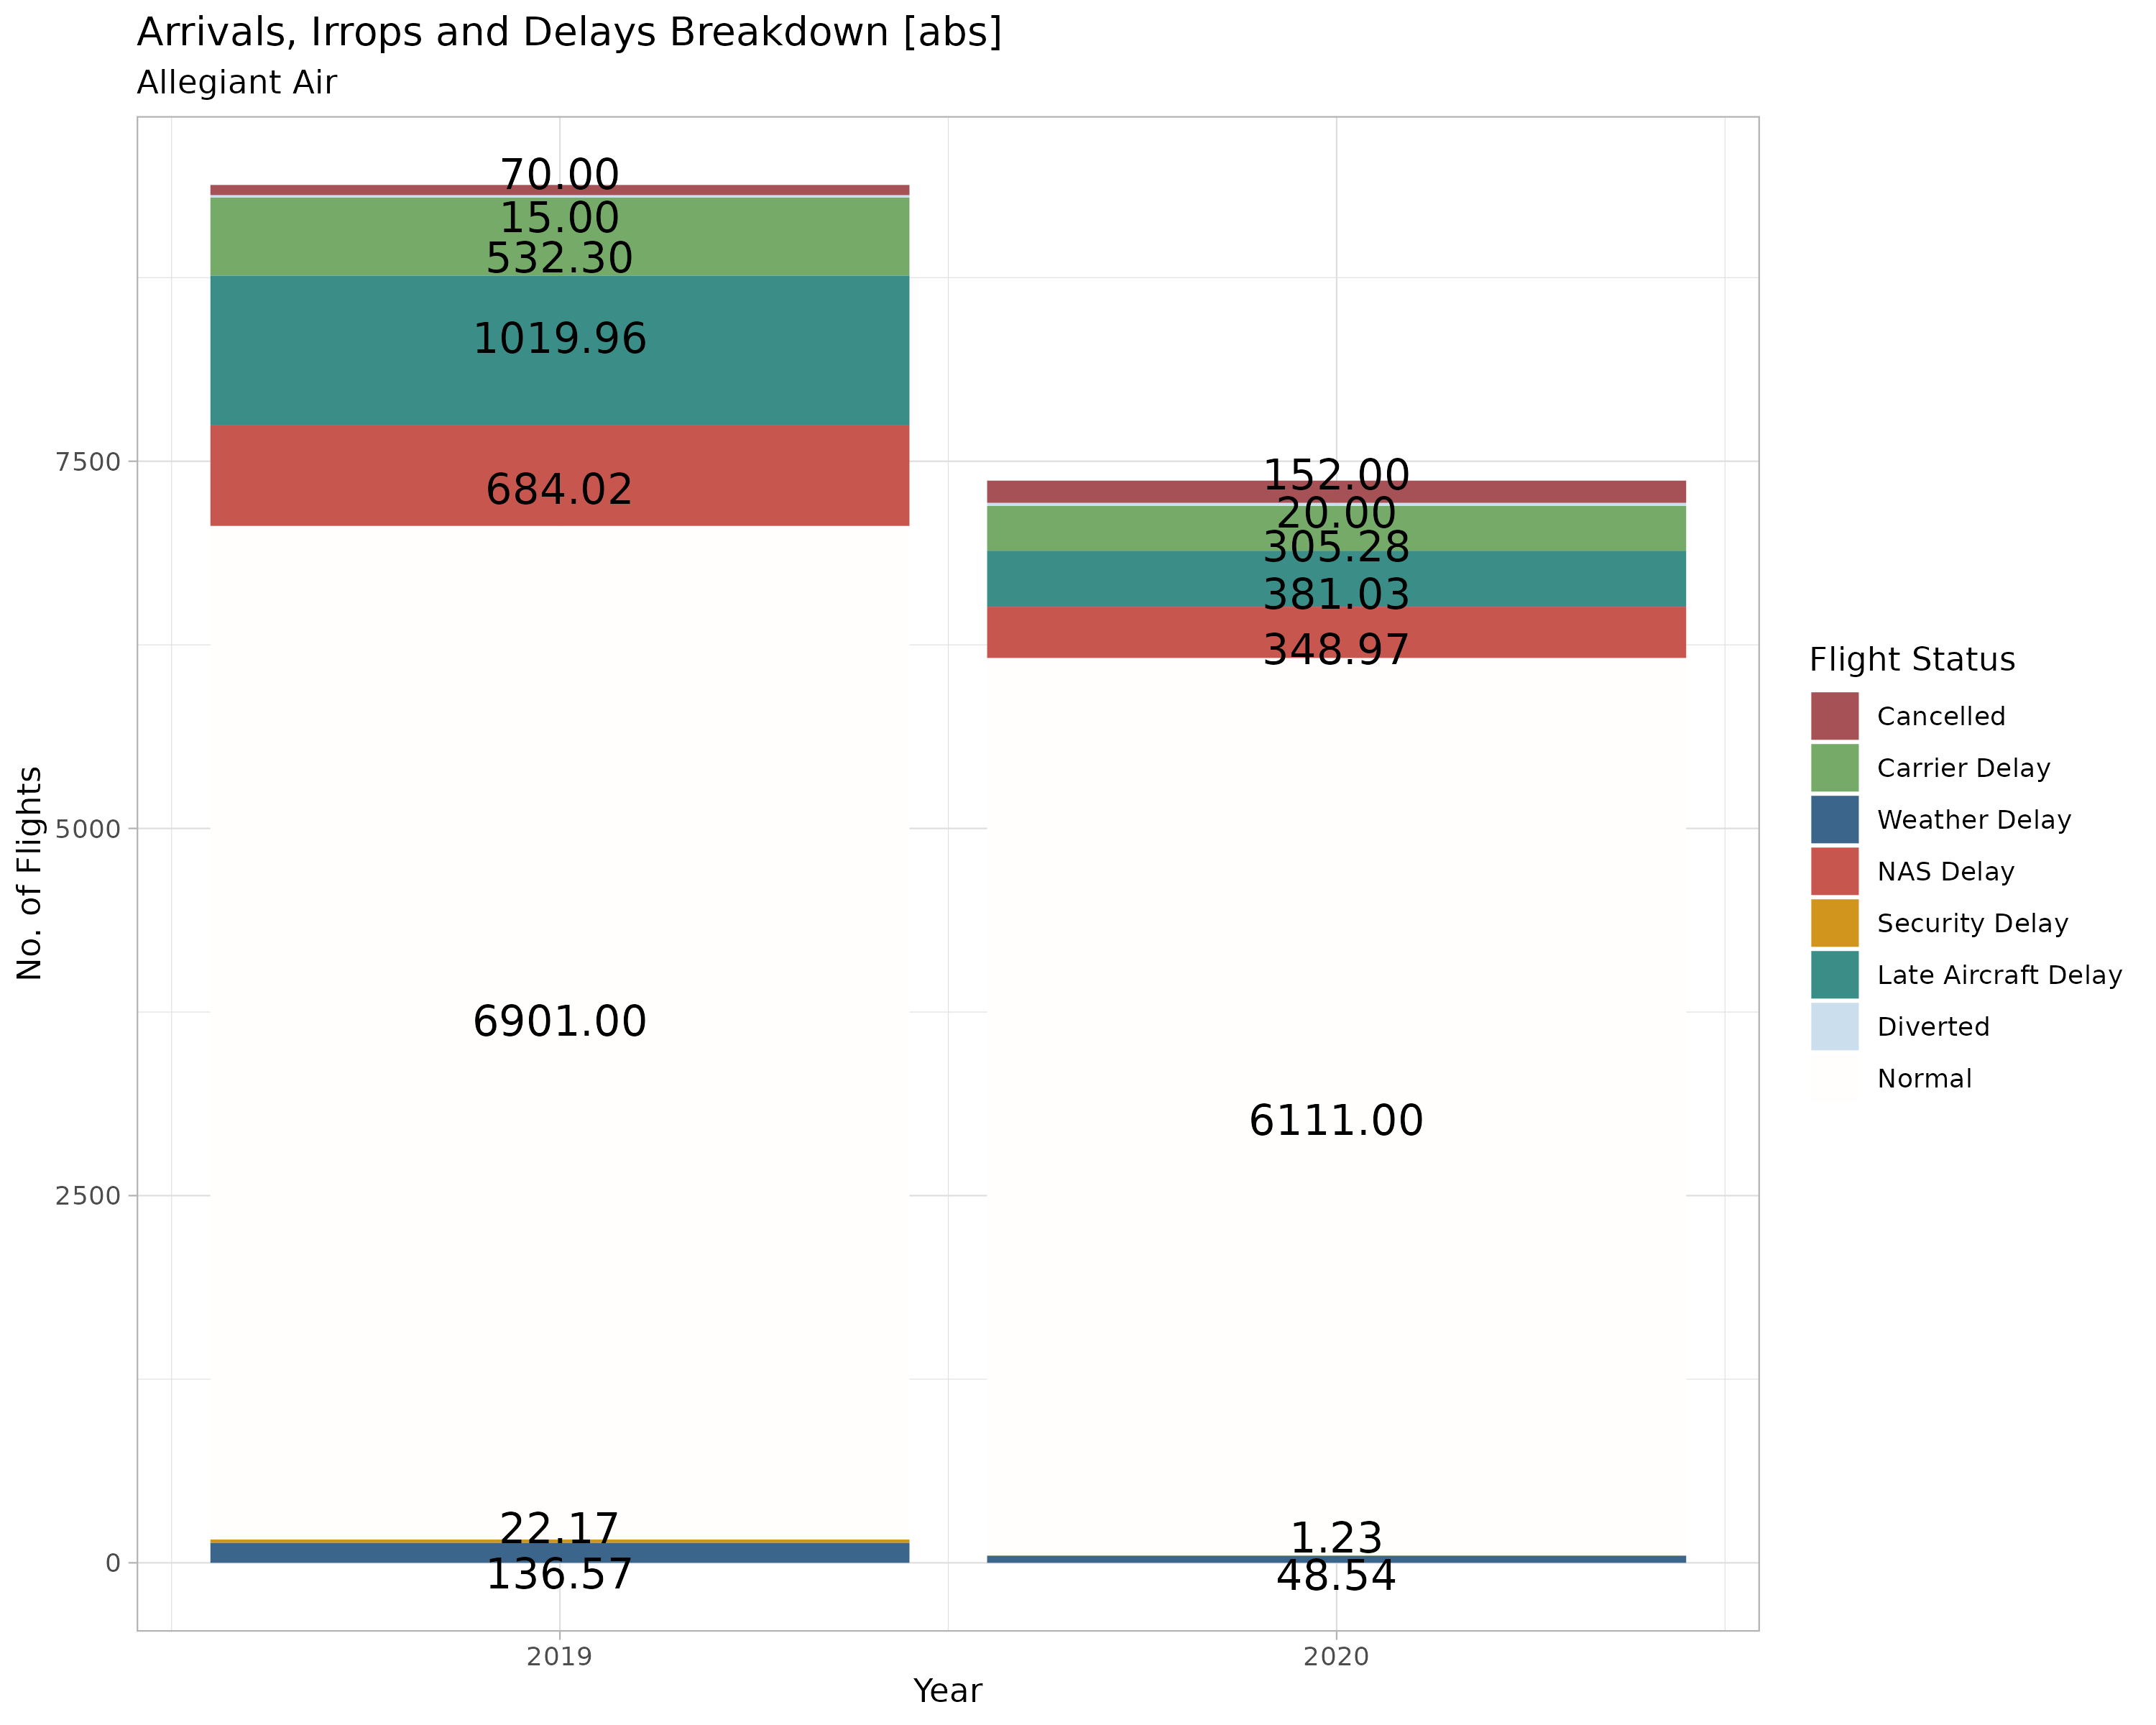 Arrivals, Irrops and Delays Breakdown [abs]
Allegiant Air
No. of Flights
7500
5000
2500
0
70.00
15.00
532.30
1019.96
684.02
6901.00
22.17
136.57
152.00
20.00
305.28
381.03
348.97
6111.00
1.23
48.54
2019
2020
Year
Flight Status
Cancelled
Carrier Delay
Weather Delay
NAS Delay
Security Delay
Late Aircraft Delay
Diverted
Normal